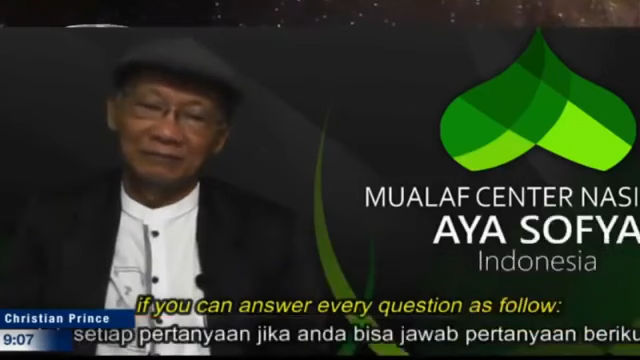 MUALAF CENTER NASI
AYA SOFYA
Indonesia
if you can answer every question as follow:
Christian Prince
9:07
setiap pertanyaan jika anda bisa jawab pertanyaan beriku